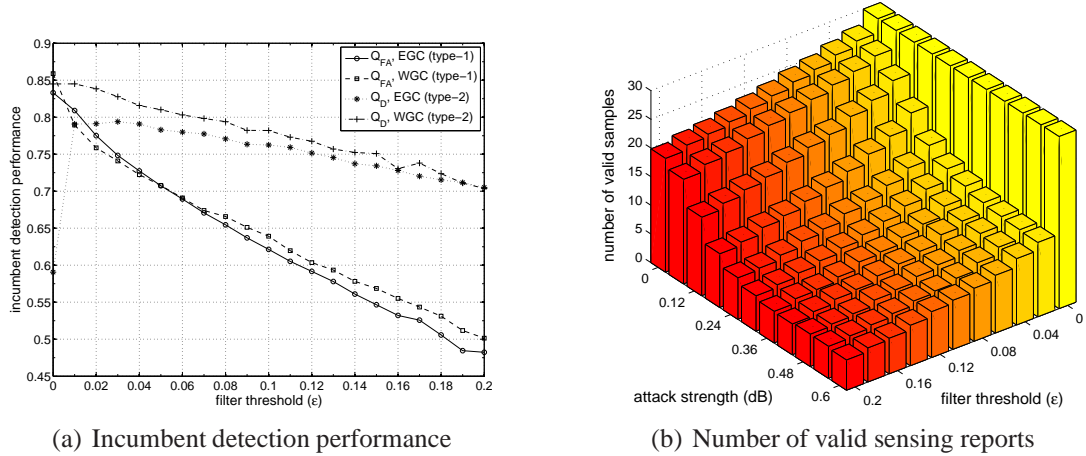 0.9
0.85
0.8
0.75
0.7
0.65
0.6
0.55
0.5
0.45
incumbent detection performance
0 0.02 0.04 0.06 0.08 0.1 0.12 0.14 0.16 0.18 0.2
filter threshold (ε)
Q_FA, EGC (type−1)
Q_FA, WGC (type−1)
Q_D, EGC (type−2)
Q_D, WGC (type−2)
(a) Incumbent detection performance
30
25
20
15
10
5
0
number of valid samples
0
0.12
0.24
0.36
0.48
0.6
attack strength (dB)
0.2
0.16
0.12
0.08
0.04
0
filter threshold (ε)
(b) Number of valid sensing reports